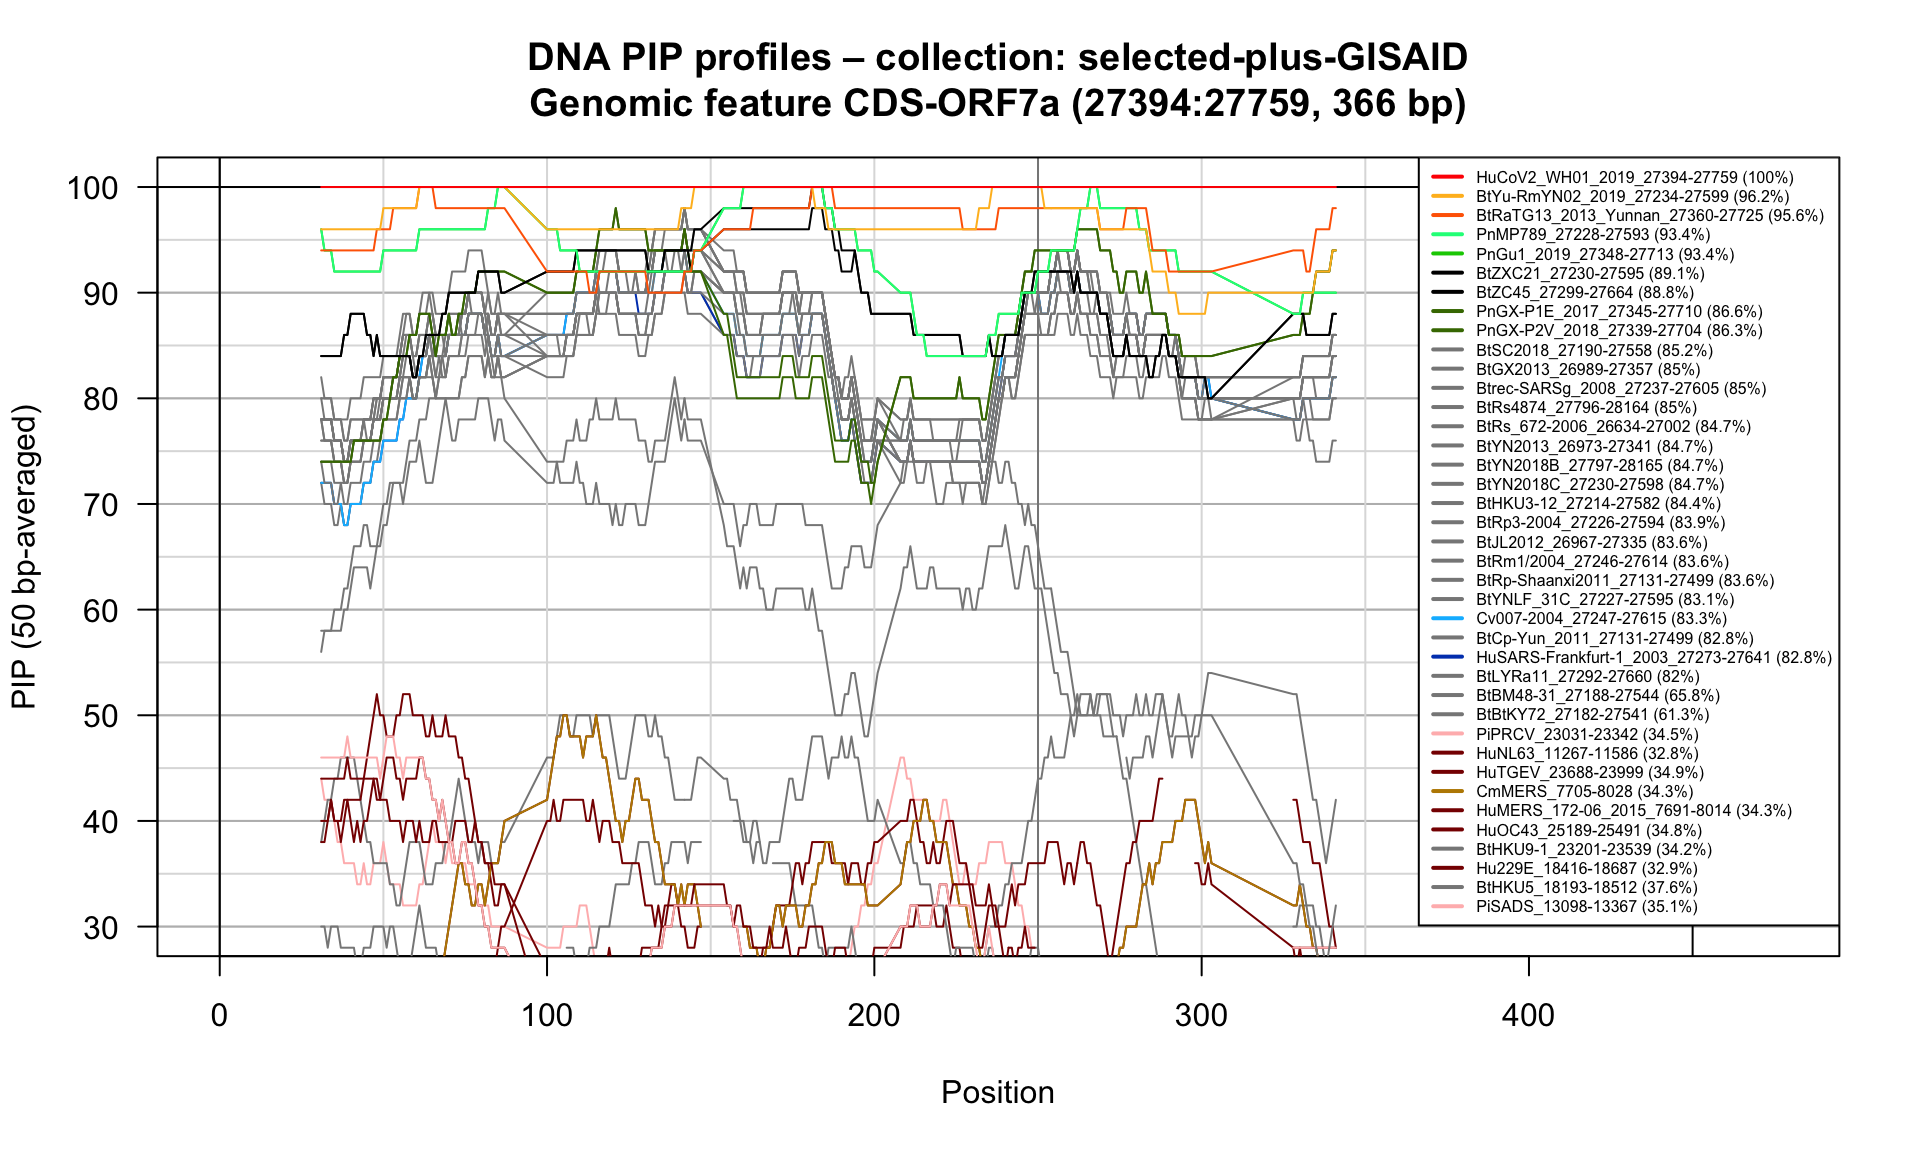 DNA PIP profiles – collection: selected-plus-GISAID
Genomic feature CDS-ORF7a (27394:27759, 366 bp)
PIP (50 bp-averaged)
100
90
80
70
60
50
40
30
0
100
200
300
400
Position
HuCoV2_WH01_2019_27394-27759 (100%)
BtYu-RmYN02_2019_27234-27599 (96.2%)
BtRaTG13_2013_Yunnan_27360-27725 (95.6%)
PnMP789_27228-27593 (93.4%)
PnGu1_2019_27348-27713 (93.4%)
BtZXC21_27230-27595 (89.1%)
BtZC45_27299-27664 (88.8%)
PnGX-P1E_2017_27345-27710 (86.6%)
PnGX-P2V_2018_27339-27704 (86.3%)
BtSC2018_27190-27558 (85.2%)
BtGX2013_26989-27357 (85%)
Btrec-SARSg_2008_27237-27605 (85%)
BtRs4874_27796-28164 (85%)
BtRs_672-2006_26634-27002 (84.7%)
BtYN2013_26973-27341 (84.7%)
BtYN2018B_27797-28165 (84.7%)
BtYN2018C_27230-27598 (84.7%)
BtHKU3-12_27214-27582 (84.4%)
BtRp3-2004_27226-27594 (83.9%)
BtJL2012_26967-27335 (83.6%)
BtRm1/2004_27246-27614 (83.6%)
BtRp-Shaanxi2011_27131-27499 (83.6%)
BtYNLF_31C_27227-27595 (83.1%)
Cv007-2004_27247-27615 (83.3%)
BtCp-Yun_2011_27131-27499 (82.8%)
HuSARS-Frankfurt-1_2003_27273-27641 (82.8%)
BtLYRa11_27292-27660 (82%)
BtBM48-31_27188-27544 (65.8%)
BtBtKY72_27182-27541 (61.3%)
PiPRCV_23031-23342 (34.5%)
HuNL63_11267-11586 (32.8%)
HuTGEV_23688-23999 (34.9%)
CmMERS_7705-8028 (34.3%)
HuMERS_172-06_2015_7691-8014 (34.3%)
HuOC43_25189-25491 (34.8%)
BtHKU9-1_23201-23539 (34.2%)
Hu229E_18416-18687 (32.9%)
BtHKU5_18193-18512 (37.6%)
PiSADS_13098-13367 (35.1%)